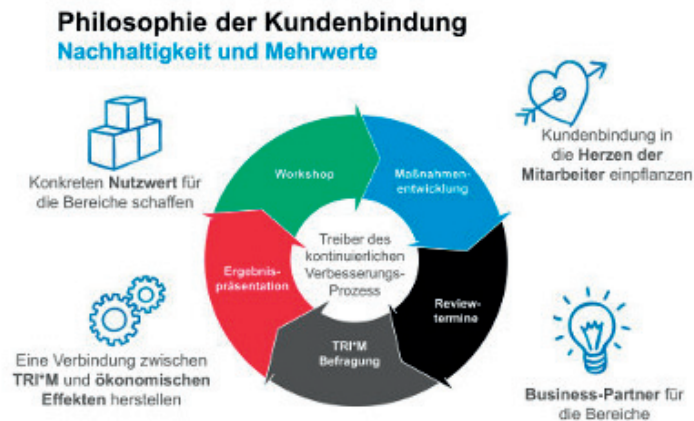 Philosophie der Kundenbindung
Nachhaltigkeit und Mehrwerte
Konkreten Nutzwert für
die Bereiche schaffen
Kundenbindung in
die Herzen der
Mitarbeiter einpflanzen
Workshop
Maßnahmen-
entwicklung
Treiber des
kontinuierlichen
Verbesserungs-
Prozess
Ergebnis-
präsentation
Review-
termine
TRI*M
Befragung
Eine Verbindung zwischen
TRI*M und ökonomischen
Effekten herstellen
Business-Partner für
die Bereiche